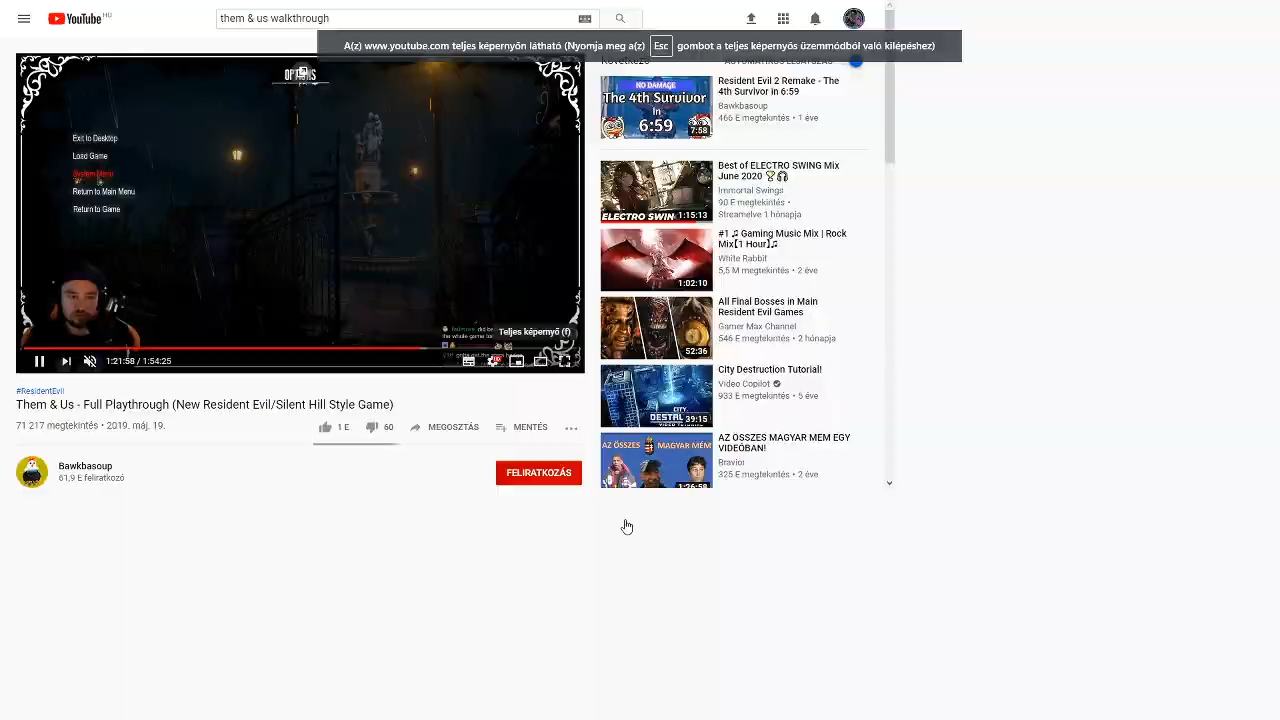 YouTube HU
them & us walkthrough
A(z) www.youtube.com teljes képernyőn látható (Nyomja meg a(z) Esc gombot a teljes képernyős üzemmódból való kilépéshez)
OPTIONS
Exit to Desktop
Load Game
System Menu
Return to Main Menu
Return to Game
Teljes képernyő (f)
1:21:58 / 1:54:25
#ResidentEvil
Them & Us - Full Playthrough (New Resident Evil/Silent Hill Style Game)
71 217 megtekintés • 2019. máj. 19.
1 E
60
MEGOSZTÁS
MENTÉS
Bawkbasoup
61,9 E feliratkozó
FELIRATKOZÁS
NO DAMAGE
The 4th Survivor
in
6:59
7:58
Resident Evil 2 Remake - The
4th Survivor in 6:59
Bawkbasoup
466 E megtekintés • 1 éve
ELECTRO SWIN
1:15:13
Best of ELECTRO SWING Mix
June 2020 🏆🎧
Immortal Swings
90 E megtekintés •
Streamelve 1 hónapja
1:02:10
#1 ♫ Gaming Music Mix | Rock
Mix【1 Hour】♫
White Rabbit
5,5 M megtekintés • 2 éve
52:36
All Final Bosses in Main
Resident Evil Games
Gamer Max Channel
546 E megtekintés • 2 hónapja
CITY
39:15
City Destruction Tutorial!
Video Copilot
933 E megtekintés • 5 éve
AZ ÖSSZES MAGYAR MÉM
1:26:58
AZ ÖSSZES MAGYAR MEM EGY
VIDEÓBAN!
Bravior
325 E megtekintés • 2 éve